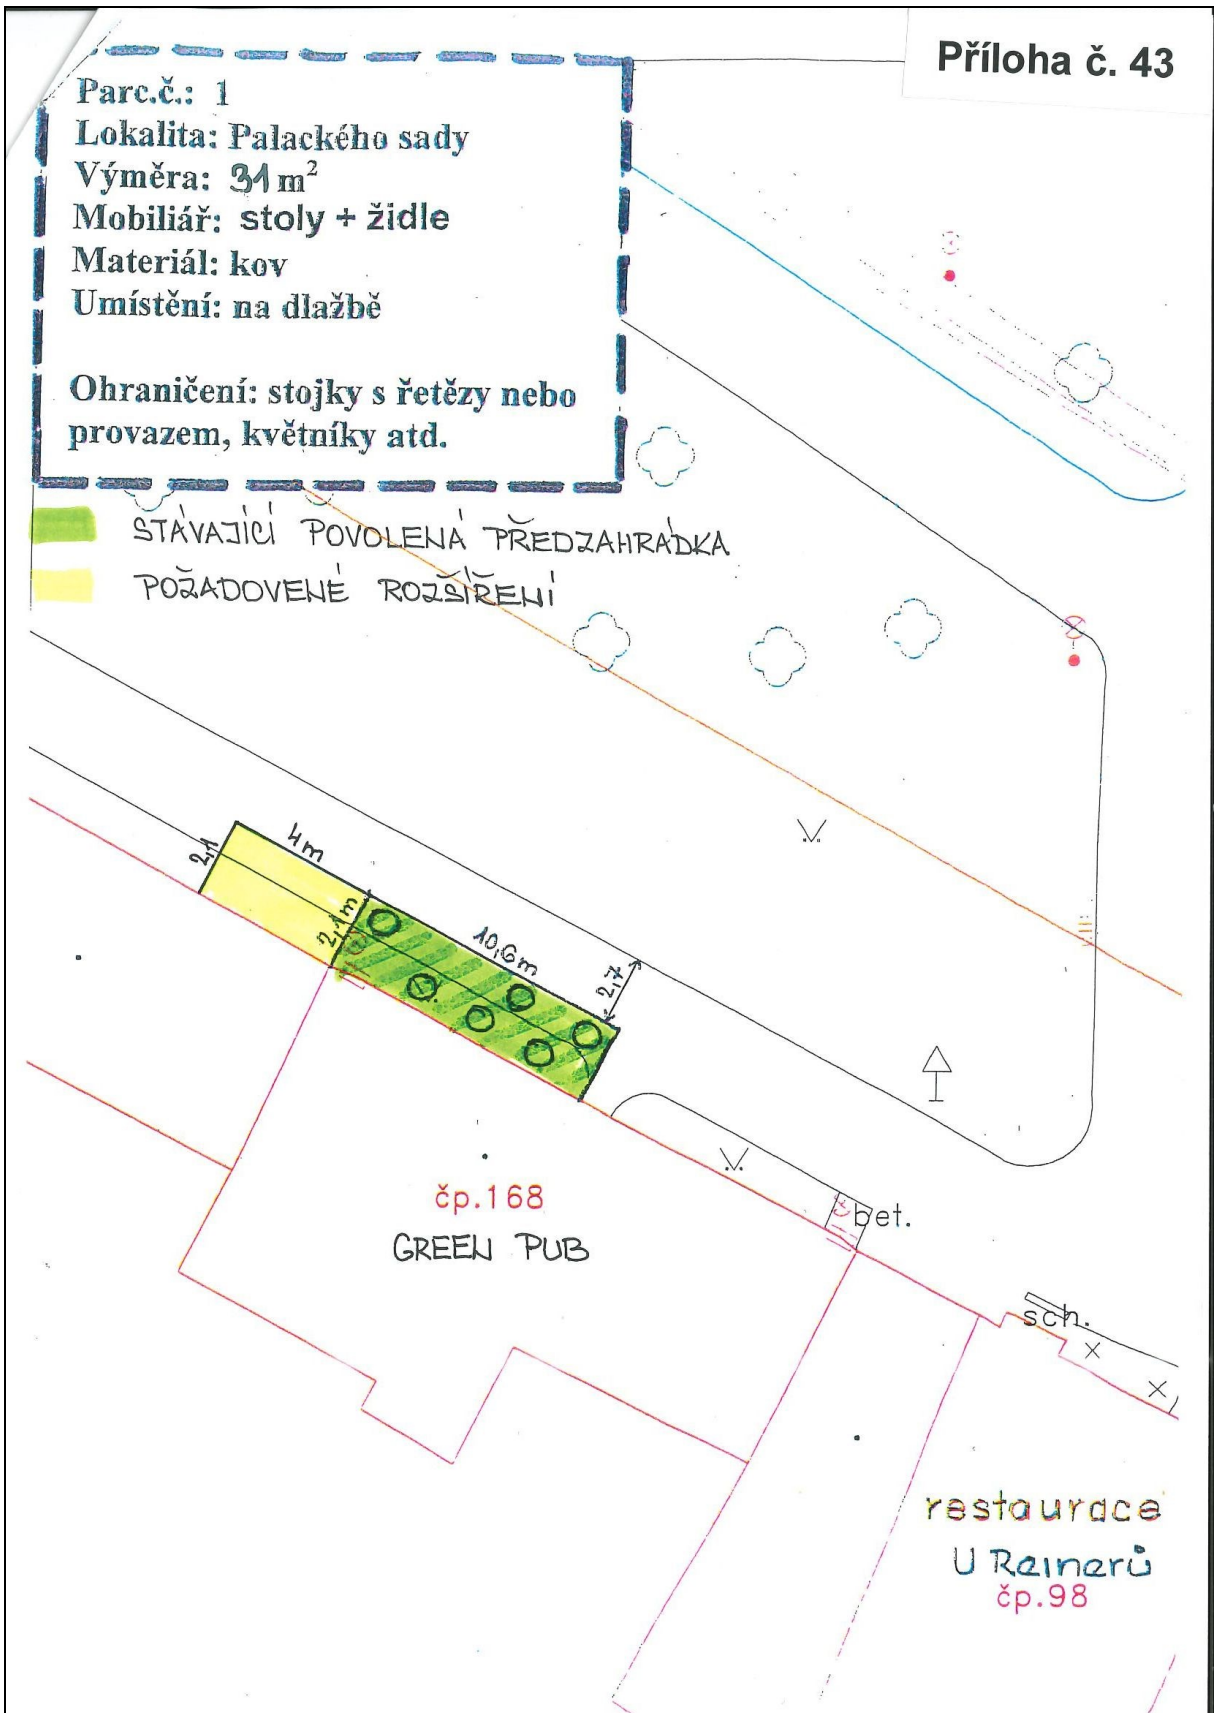 Příloha č. 43
Parc.č.: 1
Lokalita: Palackého sady
Výměra: 31 m²
Mobiliář: stoly + židle
Materiál: kov
Umístění: na dlažbě
Ohraničení: stojky s řetězy nebo
provazem, květníky atd.
STÁVAJÍCÍ POVOLENÁ PŘEDZAHRÁDKA
POŽADOVENÉ ROZŠÍŘENÍ
2,1
4m
2,1m
10,6m
2,7
čp.168
GREEN PUB
bet.
sch.
restaurace
U Reinerů
čp.98